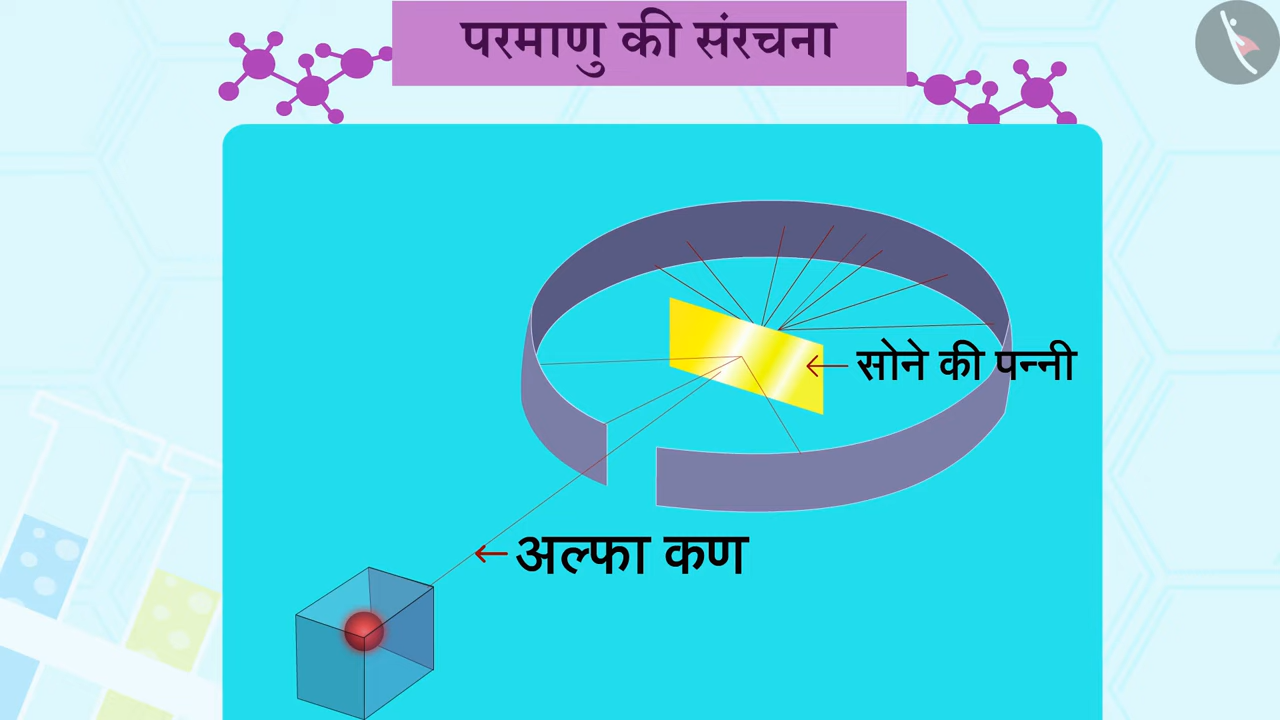 परमाणु की संरचना
सोने की पन्नी
अल्फा कण